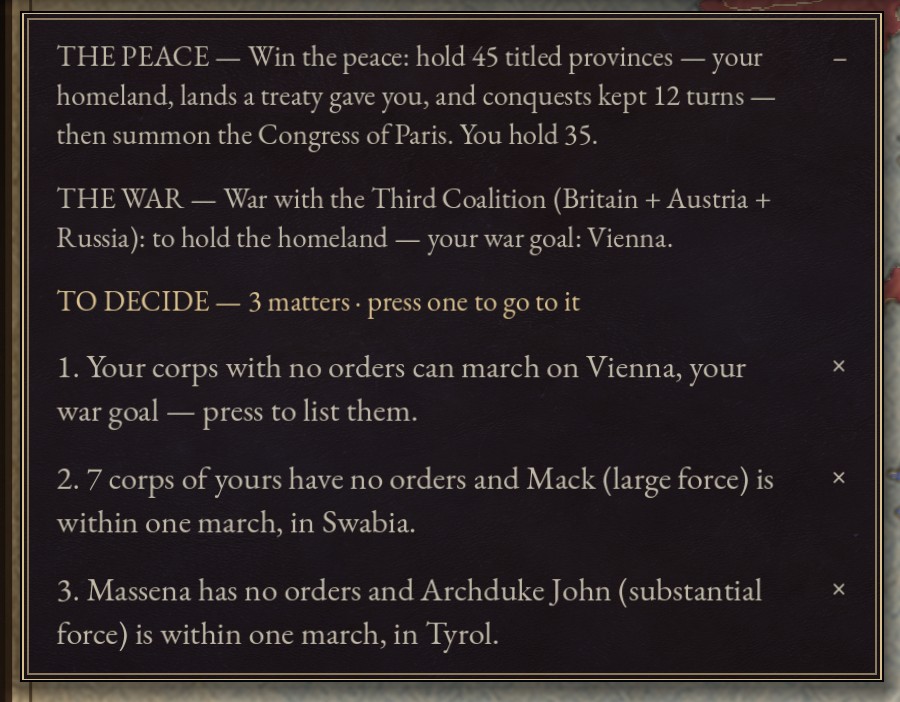 THE PEACE — Win the peace: hold 45 titled provinces — your –
homeland, lands a treaty gave you, and conquests kept 12 turns —
then summon the Congress of Paris. You hold 35.
THE WAR — War with the Third Coalition (Britain + Austria +
Russia): to hold the homeland — your war goal: Vienna.
TO DECIDE — 3 matters · press one to go to it
1. Your corps with no orders can march on Vienna, your ×
war goal — press to list them.
2. 7 corps of yours have no orders and Mack (large force) is ×
within one march, in Swabia.
3. Massena has no orders and Archduke John (substantial ×
force) is within one march, in Tyrol.